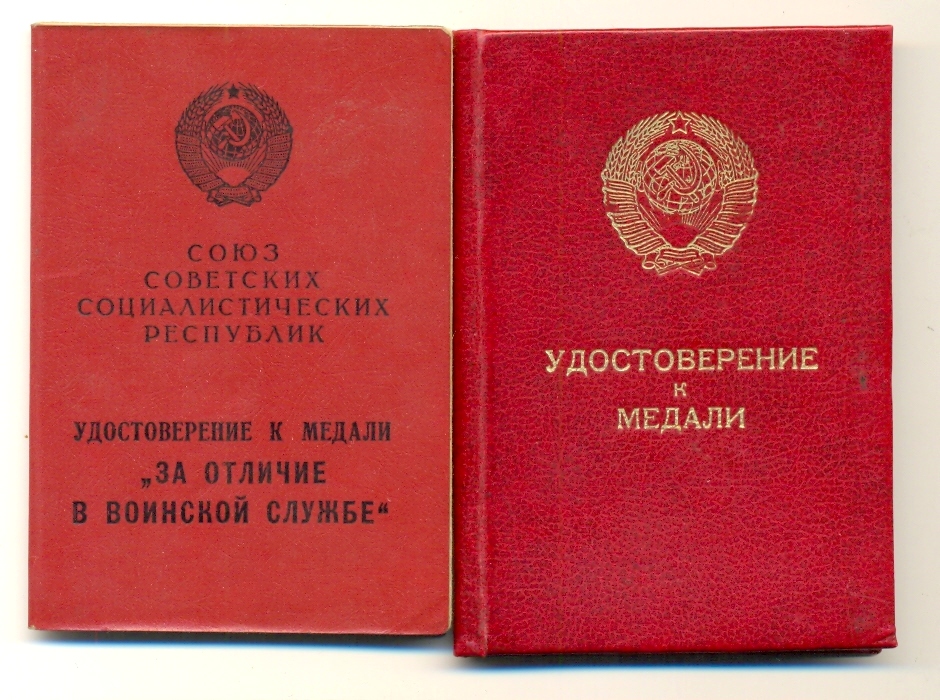 СОЮЗ
СОВЕТСКИХ
СОЦИАЛИСТИЧЕСКИХ
РЕСПУБЛИК
УДОСТОВЕРЕНИЕ К МЕДАЛИ
„ЗА ОТЛИЧИЕ
В ВОИНСКОЙ СЛУЖБЕ“
УДОСТОВЕРЕНИЕ
К
МЕДАЛИ